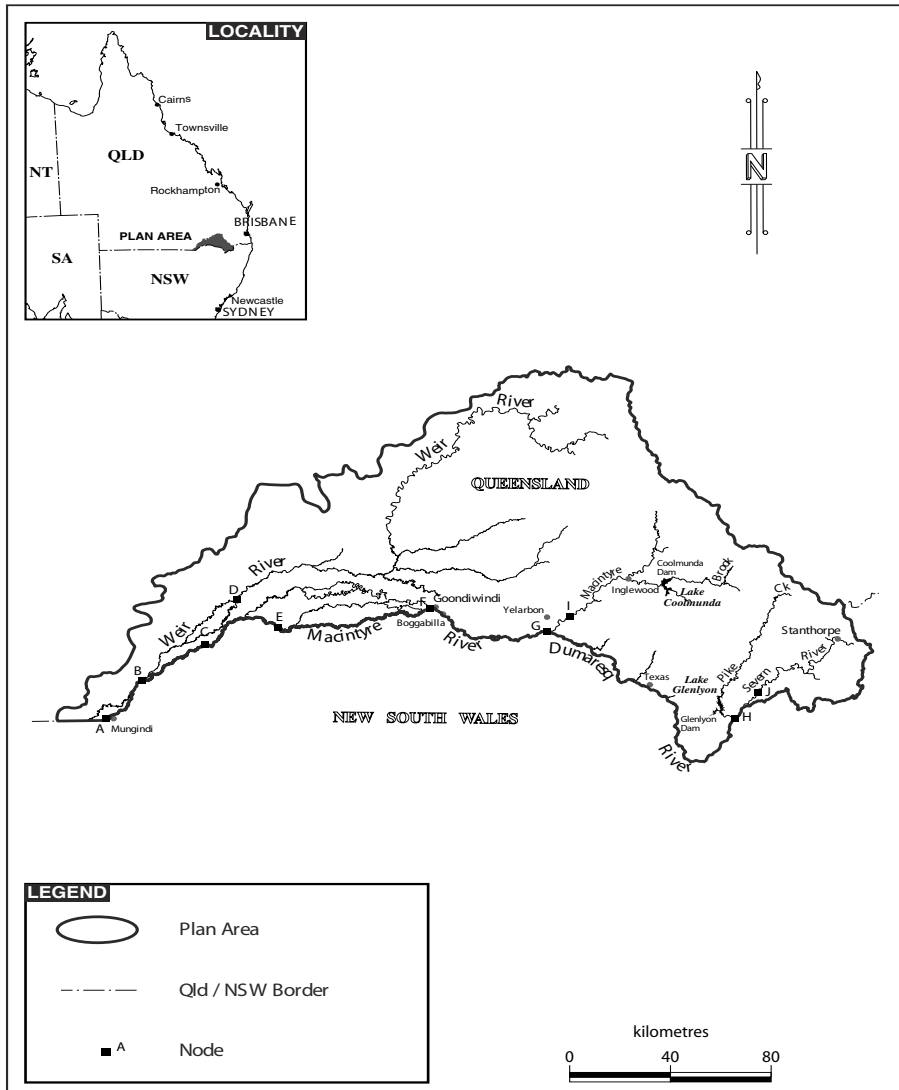 LOCALITY
Cairns
Townsville
QLD
NT
Rockhampton
BRISBANE
PLAN AREA
SA
NSW
Newcastle
SYDNEY
N
River
Weir
QUEENSLAND
River
Weir
D
C
E
B
A
Mungindi
Macintyre
River
F
Goondiwindi
Boggabilla
Yelarbon
I
G
Macintyre
Inglewood
Coolmunda
Dam
Brook
Lake
Coolmunda
Ck
Pike
Stanthorpe
River
Severn
J
Dumareq
River
Texas
Lake
Glenlyon
Glenlyon
Dam
H
NEW SOUTH WALES
LEGEND
Plan Area
Qld / NSW Border
A
Node
kilometres
0 40 80